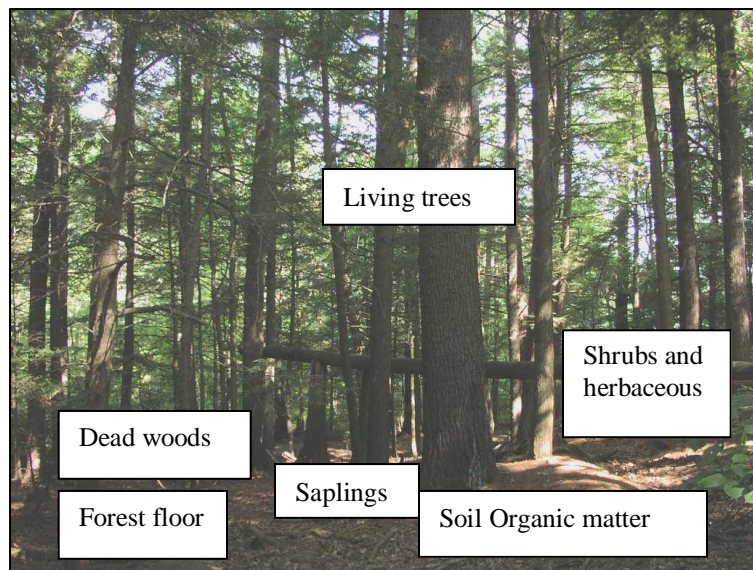 Living trees
Shrubs and
herbaceous
Dead woods
Saplings
Forest floor
Soil Organic matter